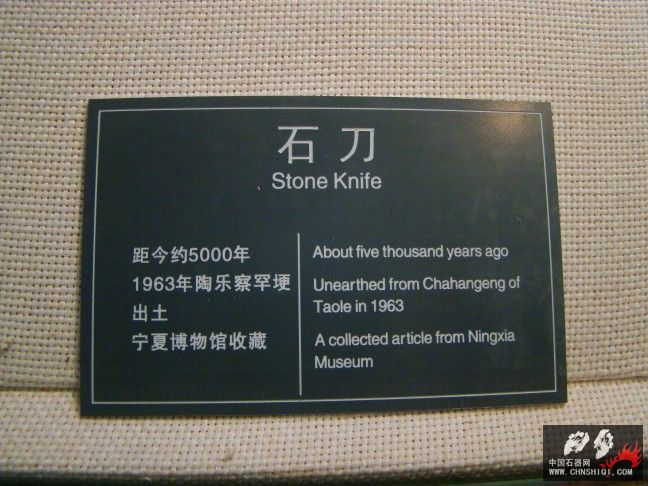 石刀
Stone Knife
距今约5000年
1963年陶乐察罕埂
出土
宁夏博物馆收藏
About five thousand years ago
Unearthed from Chahangeng of
Taole in 1963
A collected article from Ningxia
Museum
中国石器网
WWW.CHNSHIQI.COM